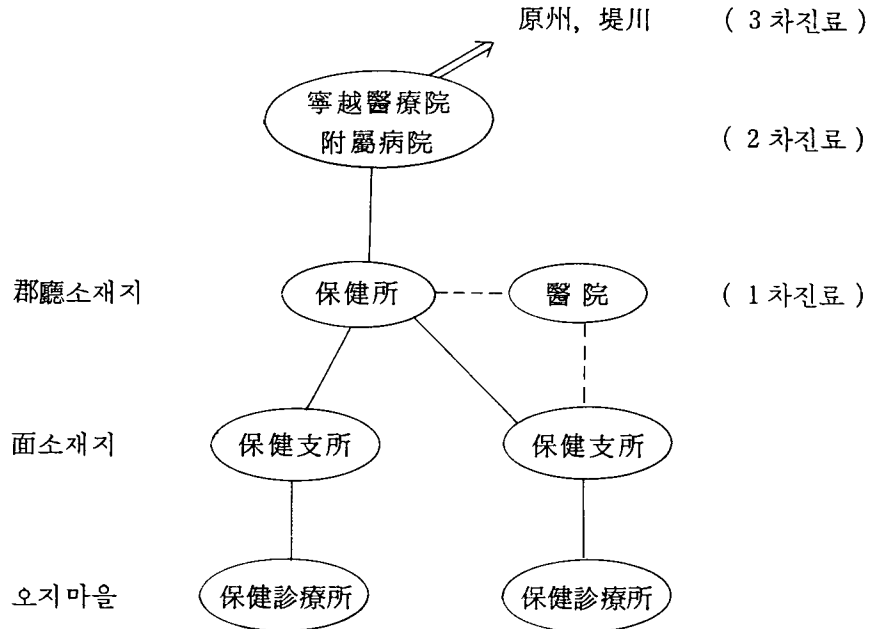 原州, 堤川 ( 3 차진료 )
寧越醫療院
附屬病院 ( 2 차진료 )
郡廳소재지 保健所 醫院 ( 1 차진료 )
面소재지 保健支所 保健支所
오지마을 保健診療所 保健診療所